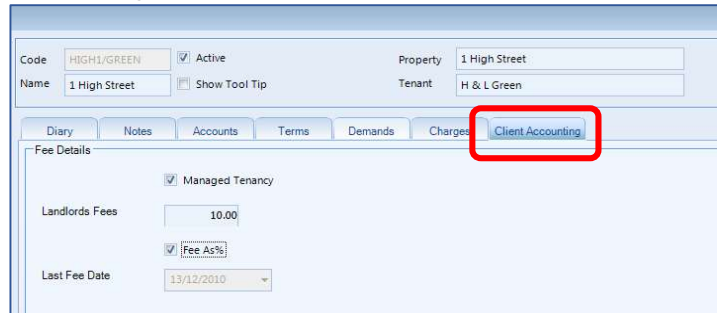 Code HIGH1/GREEN Active Property 1 High Street
Name 1 High Street Show Tool Tip Tenant H & L Green
Diary Notes Accounts Terms Demands Charges Client Accounting
Fee Details
Managed Tenancy
Landlords Fees 10.00
Fee As%
Last Fee Date 13/12/2010